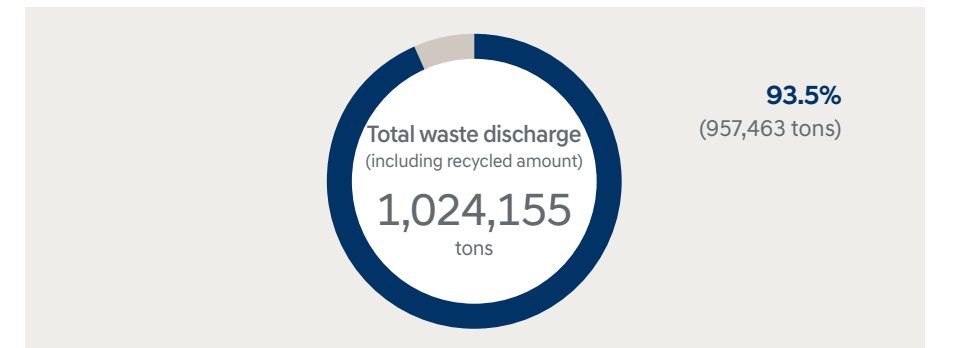 Total waste discharge
(including recycled amount)
1,024,155
tons
93.5%
(957,463 tons)